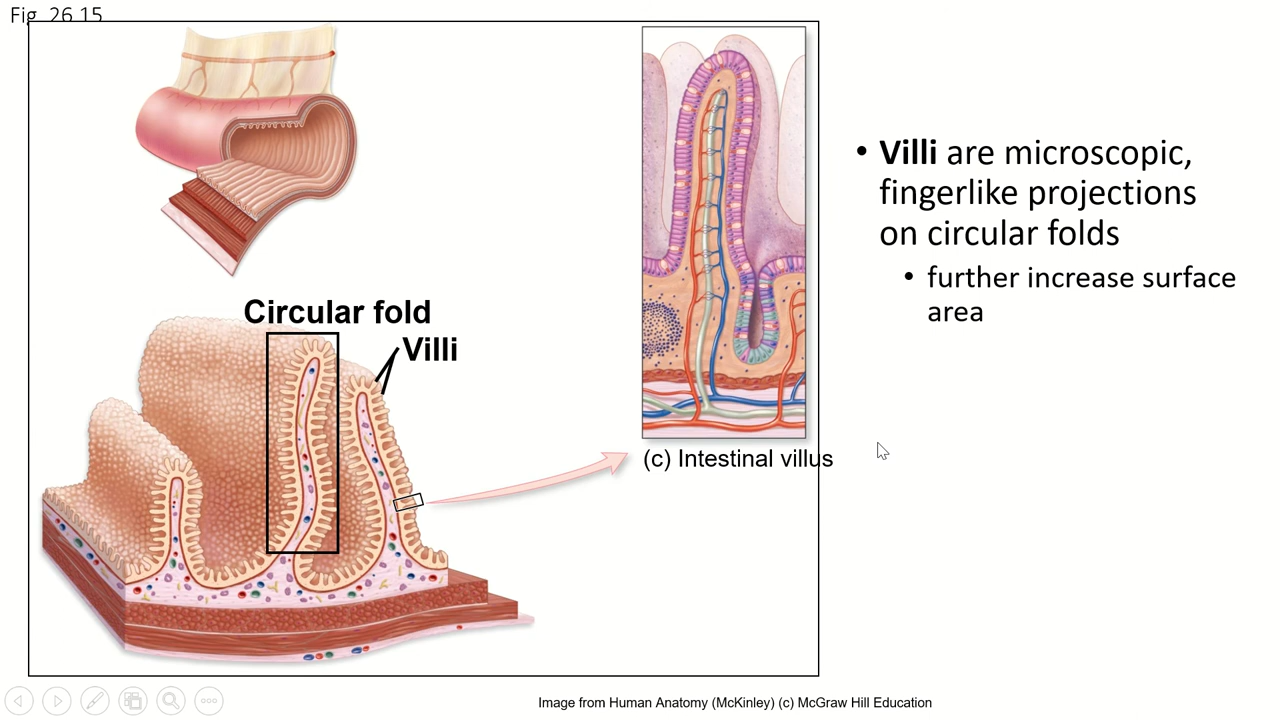 Fig. 26.15
Circular fold
Villi
(c) Intestinal villus
• Villi are microscopic,
fingerlike projections
on circular folds
• further increase surface
area
Image from Human Anatomy (McKinley) (c) McGraw Hill Education